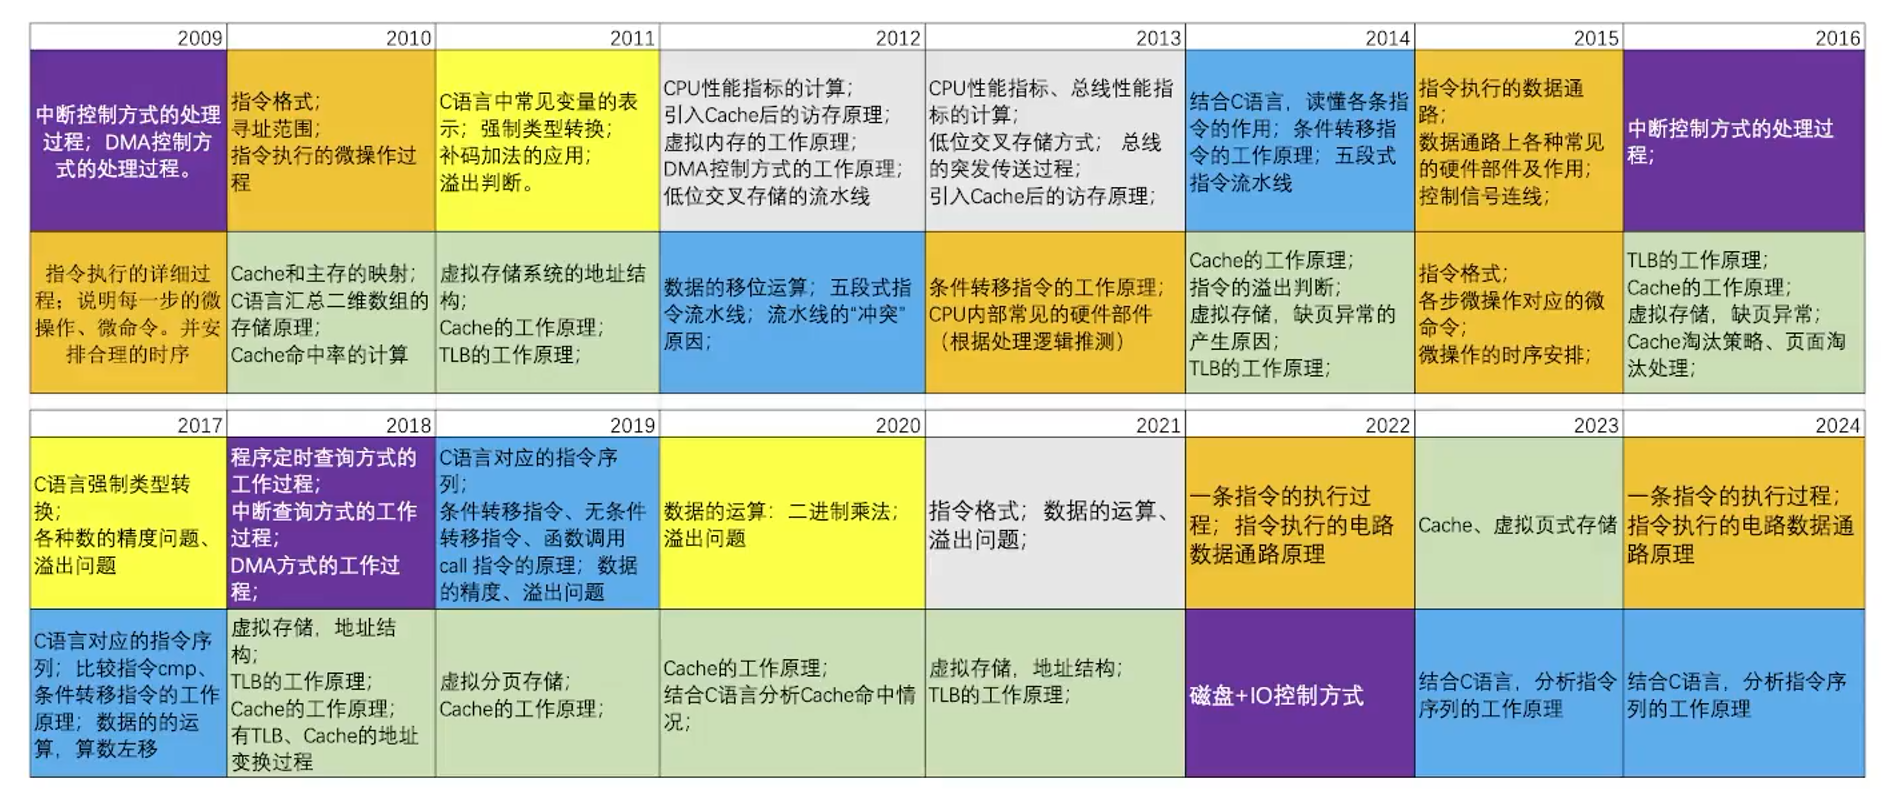 2009
2010
2011
2012
2013
2014
2015
2016
中断控制方式的处理
过程；DMA控制方
式的处理过程。
指令格式；
寻址范围；
指令执行的微操作过
程
C语言中常见变量的表
示；强制类型转换；
补码加法的应用；
溢出判断。
CPU性能指标的计算；
引入Cache后的访存原理；
虚拟内存的工作原理；
DMA控制方式的工作原理；
低位交叉存储的流水线
CPU性能指标、总线性能指
标的计算；
低位交叉存储方式； 总线
的突发传送过程；
引入Cache后的访存原理；
结合C语言，读懂各条指
令的作用；条件转移指
令的工作原理；五段式
指令流水线
指令执行的数据通
路；
数据通路上各种常见
的硬件部件及作用；
控制信号连线；
中断控制方式的处理过
程；
指令执行的详细过
程；说明每一步的微
操作、微命令。并安
排合理的时序
Cache和主存的映射；
C语言汇总二维数组的
存储原理；
Cache命中率的计算
虚拟存储系统的地址结
构；
Cache的工作原理；
TLB的工作原理；
数据的移位运算；五段式指
令流水线；流水线的“冲突”
原因；
条件转移指令的工作原理；
CPU内部常见的硬件部件
（根据处理逻辑推测）
Cache的工作原理；
指令的溢出判断；
虚拟存储，缺页异常的
产生原因；
TLB的工作原理；
指令格式；
各步微操作对应的微
命令；
微操作的时序安排；
TLB的工作原理；
Cache的工作原理；
虚拟存储，缺页异常；
Cache淘汰策略、页面淘
汰处理；
2017
2018
2019
2020
2021
2022
2023
2024
C语言强制类型转
换；
各种数的精度问题、
溢出问题
程序定时查询方式的
工作过程；
中断查询方式的工作
过程；
DMA方式的工作过
程；
C语言对应的指令序
列；
条件转移指令、无条件
转移指令、函数调用
call 指令的原理；数据
的精度、溢出问题
数据的运算：二进制乘法；
溢出问题
指令格式；数据的运算、
溢出问题；
一条指令的执行过
程；指令执行的电路
数据通路原理
Cache、虚拟页式存储
一条指令的执行过程；
指令执行的电路数据通
路原理
C语言对应的指令序
列；比较指令cmp、
条件转移指令的工作
原理；数据的的运
算，算数左移
虚拟存储，地址结
构；
TLB的工作原理；
Cache的工作原理；
有TLB、Cache的地址
变换过程
虚拟分页存储；
Cache的工作原理；
Cache的工作原理；
结合C语言分析Cache命中情
况；
虚拟存储，地址结构；
TLB的工作原理；
磁盘+IO控制方式
结合C语言，分析指令
序列的工作原理
结合C语言，分析指令序
列的工作原理